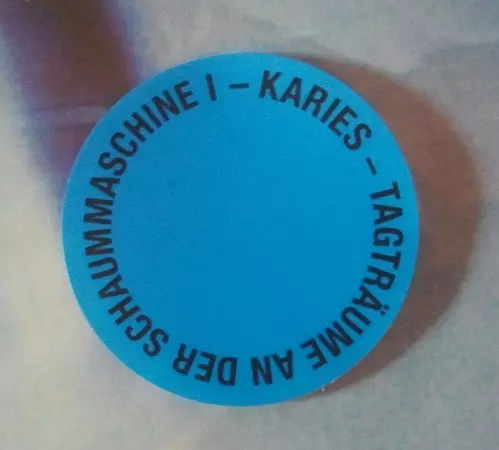 KARIES – TAGTRÄUME AN DER SCHAUMMASCHINE I –